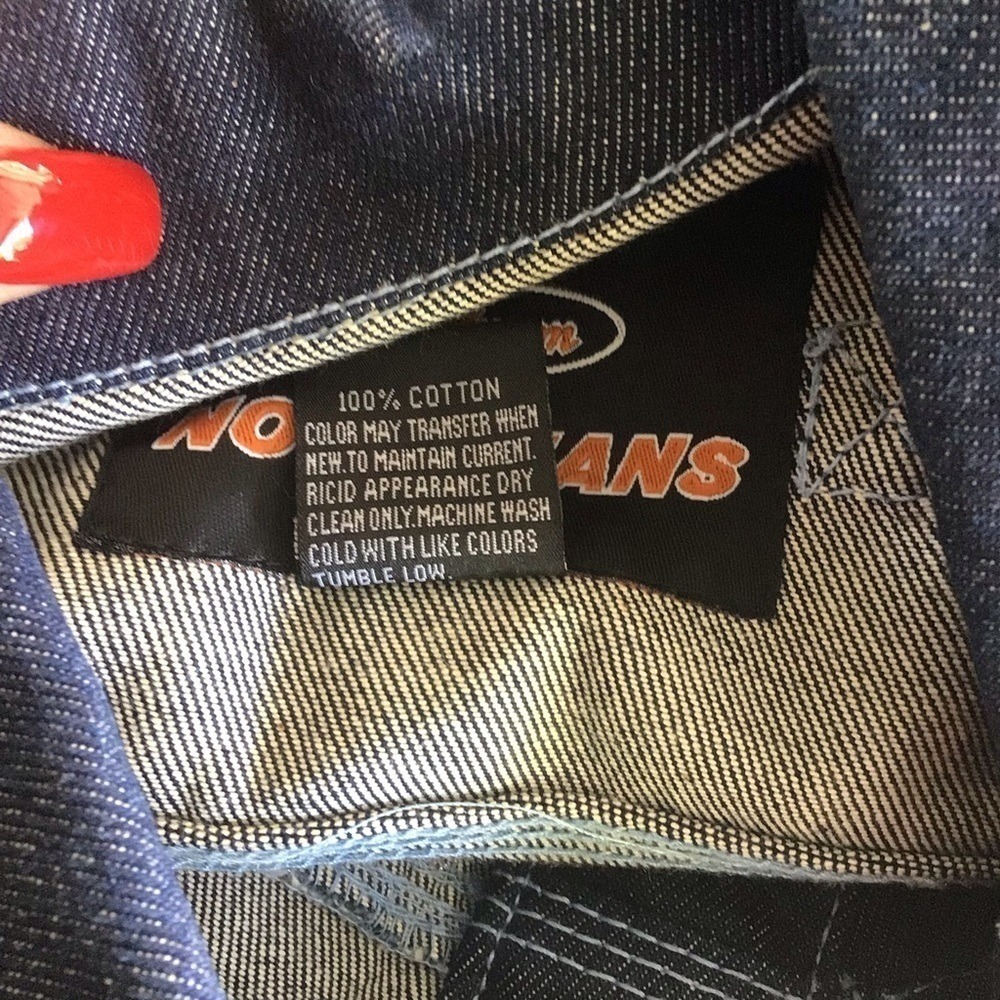 100% COTTON
COLOR MAY TRANSFER WHEN
NEW.TO MAINTAIN CURRENT.
RICID APPEARANCE DRY
CLEAN ONLY.MACHINE WASH
COLD WITH LIKE COLORS
TUMBLE LOW.